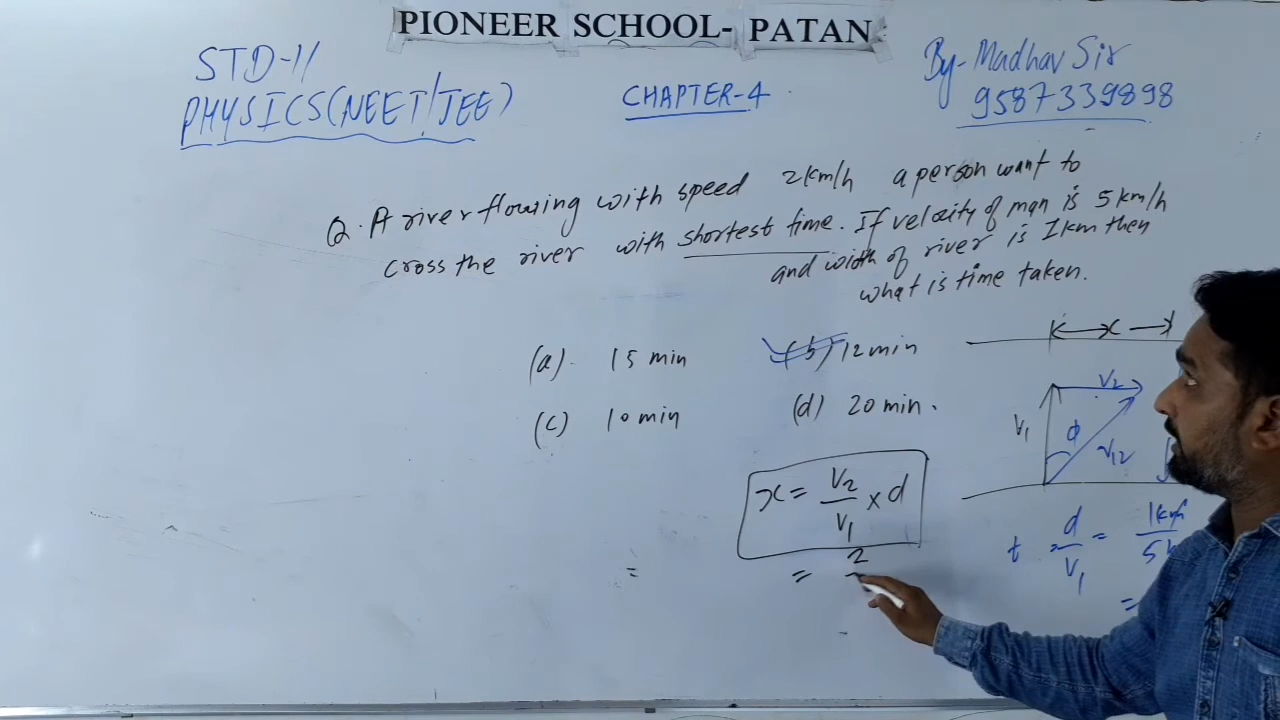 PIONEER SCHOOL- PATAN
STD-11
PHYSICS (NEET/JEE)
CHAPTER-4
By- Madhav Sir
9587339898
Q. A river flowing with speed 2km/h a person want to
cross the river with shortest time. If velocity of man is 5km/h
and width of river is 1km then
what is time taken.
(a). 15 min
(b) 12 min
(c) 10 min
(d) 20 min.
x
V2
V1
ϕ
V12
x = V2/V1 × d
= 2
=
t = d/V1 = 1km/5
=